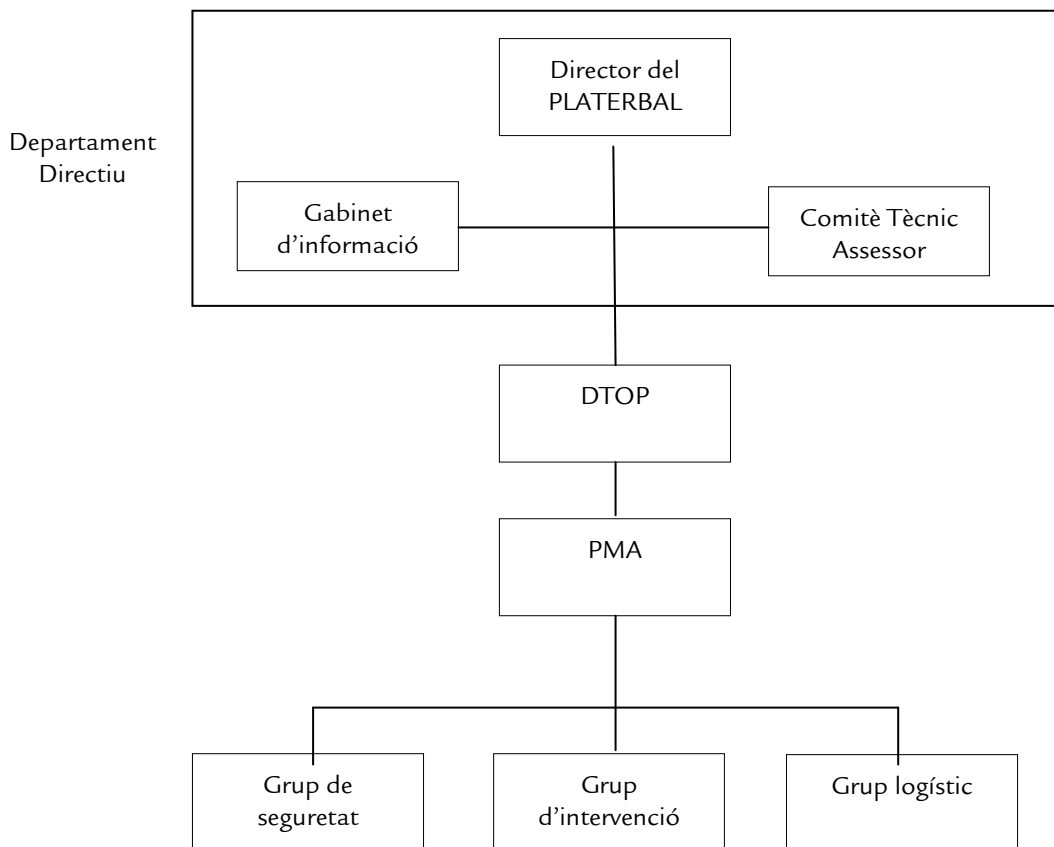 Director del
PLATERBAL
Departament
Directiu
Gabinet
d’informació
Comitè Tècnic
Assessor
DTOP
PMA
Grup de
seguretat
Grup
d’intervenció
Grup logístic